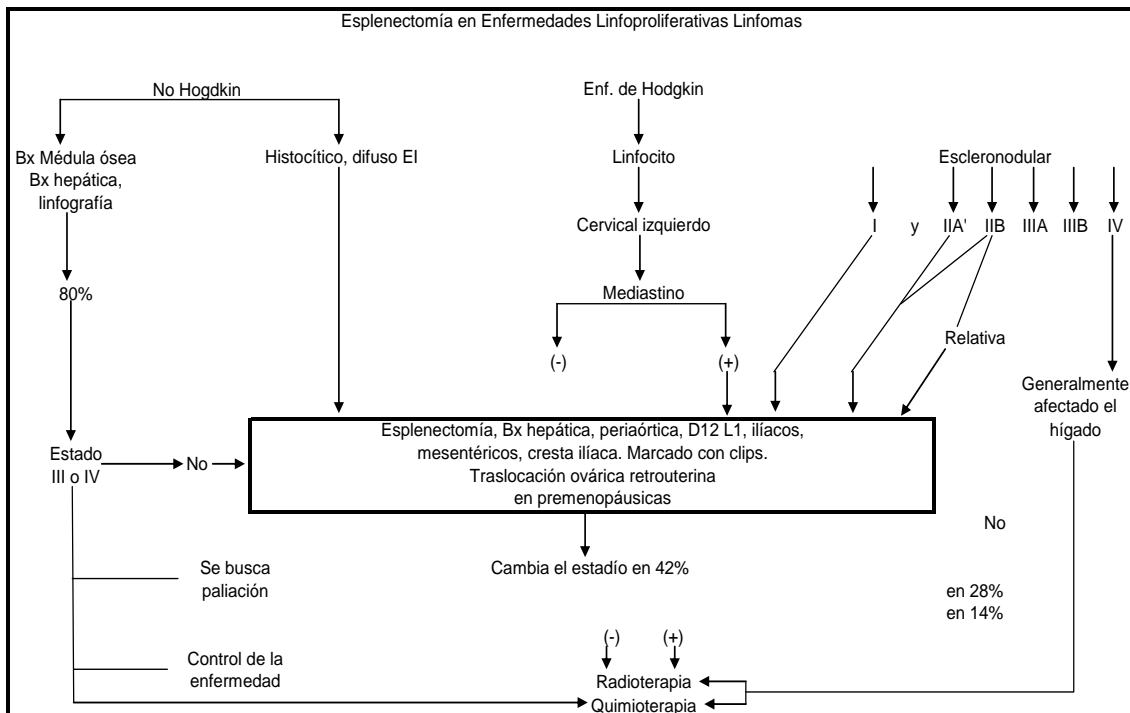 Esplenectomía en Enfermedades Linfoproliferativas Linfomas
No Hogdkin
Enf. de Hodgkin
Bx Médula ósea
Bx hepática,
linfografía
Histocítico, difuso EI
Linfocito
Escleronodular
Cervical izquierdo
I y IIA' IIB IIIA IIIB IV
80%
Mediastino
Relativa
(-) (+)
Generalmente
afectado el
hígado
Esplenectomía, Bx hepática, periaórtica, D12 L1, ilíacos,
mesentéricos, cresta ilíaca. Marcado con clips.
Traslocación ovárica retrouterina
en premenopáusicas
Estado
III o IV
No
No
Cambia el estadío en 42%
Se busca
paliación
en 28%
en 14%
(-) (+)
Control de la
enfermedad
Radioterapia
Quimioterapia